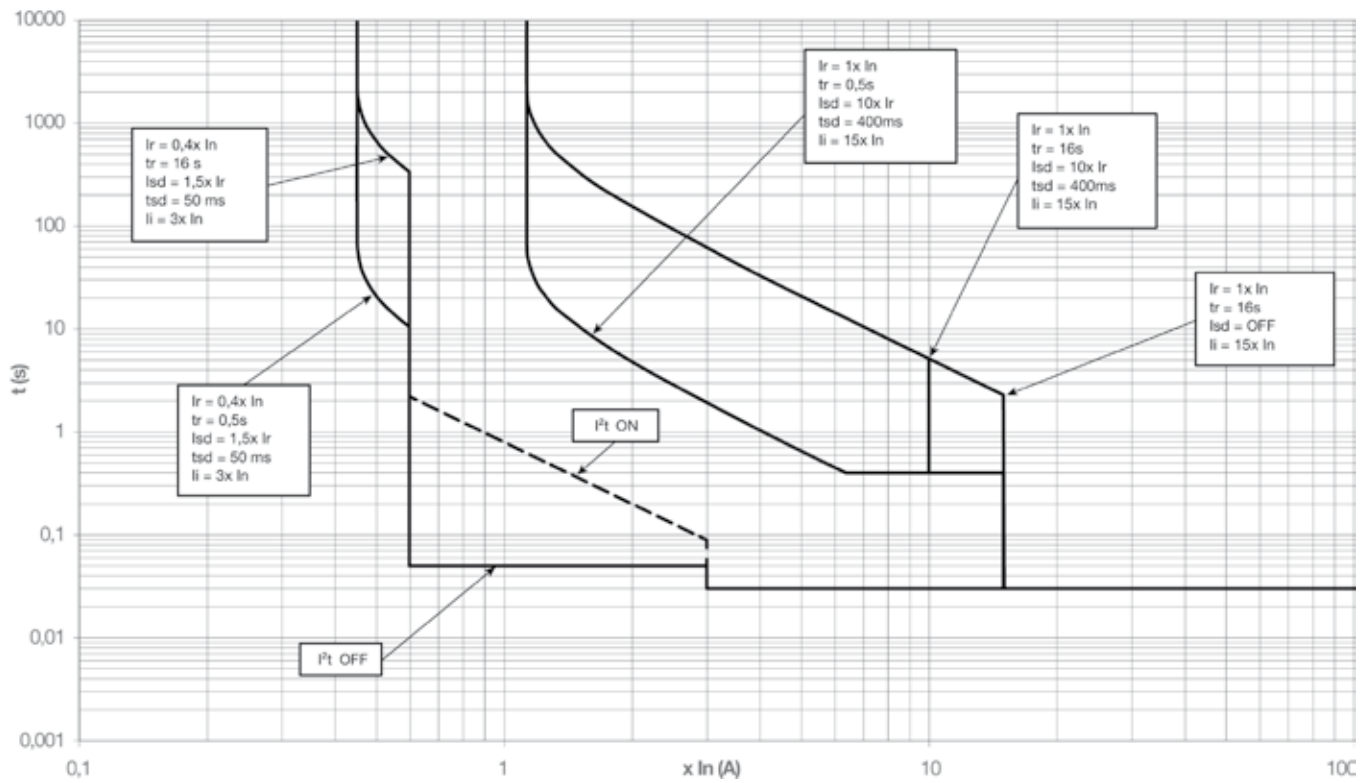 10000
1000
100
10
1
0,1
0,01
0,001
t (s)
Ir = 0,4x In
tr = 16 s
Isd = 1,5x Ir
tsd = 50 ms
Ii = 3x In
Ir = 0,4x In
tr = 0,5s
Isd = 1,5x Ir
tsd = 50 ms
Ii = 3x In
Ir = 1x In
tr = 0,5s
Isd = 10x Ir
tsd = 400ms
Ii = 15x In
Ir = 1x In
tr = 16s
Isd = 10x Ir
tsd = 400ms
Ii = 15x In
Ir = 1x In
tr = 16s
Isd = OFF
Ii = 15x In
I²t ON
I²t OFF
0,1
1
x In (A)
10
100